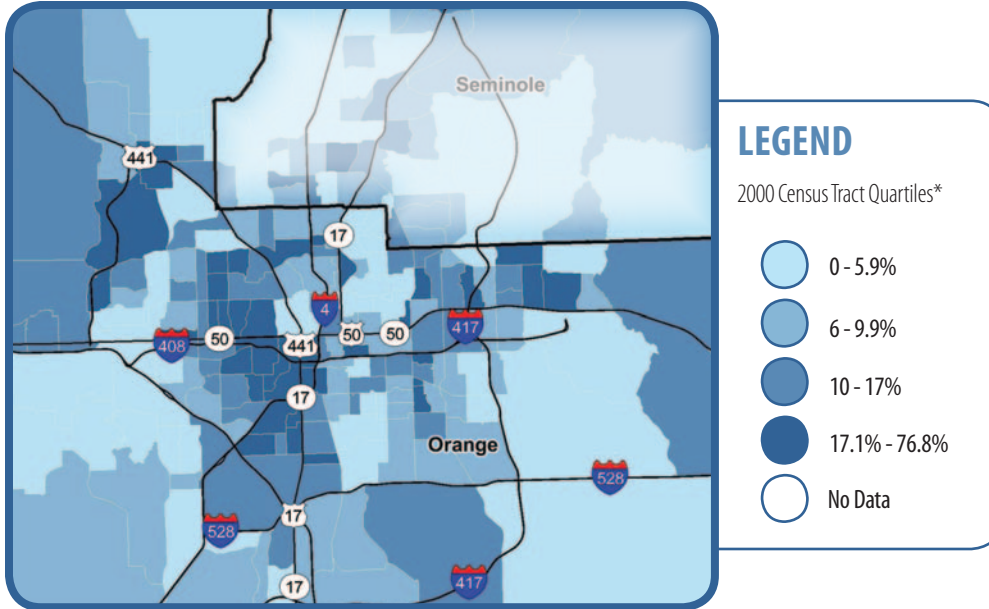 Seminole
441
17
4
50
50
50
417
408
441
17
Orange
528
17
528
417
17
LEGEND
2000 Census Tract Quartiles*
0 - 5.9%
6 - 9.9%
10 - 17%
17.1% - 76.8%
No Data